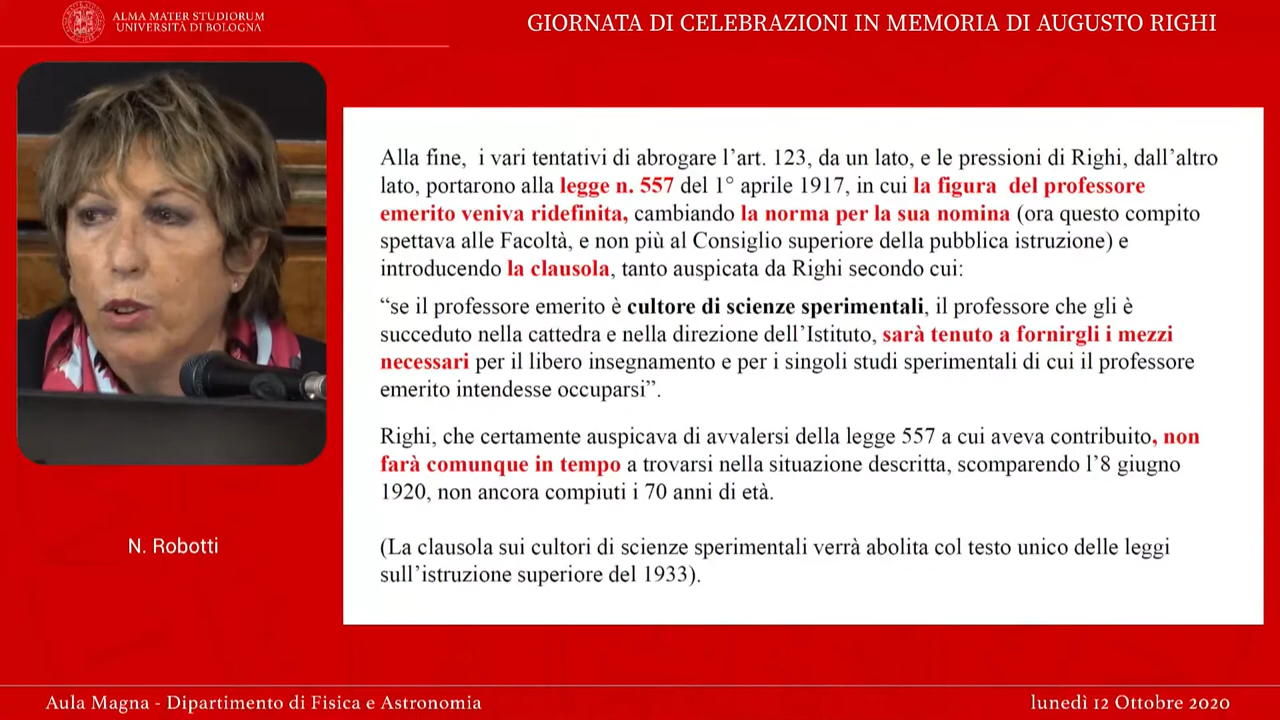 ALMA MATER STUDIORUM
UNIVERSITÀ DI BOLOGNA
GIORNATA DI CELEBRAZIONI IN MEMORIA DI AUGUSTO RIGHI
Alla fine, i vari tentativi di abrogare l’art. 123, da un lato, e le pressioni di Righi, dall’altro
lato, portarono alla legge n. 557 del 1° aprile 1917, in cui la figura del professore
emerito veniva ridefinita, cambiando la norma per la sua nomina (ora questo compito
spettava alle Facoltà, e non più al Consiglio superiore della pubblica istruzione) e
introducendo la clausola, tanto auspicata da Righi secondo cui:
“se il professore emerito è cultore di scienze sperimentali, il professore che gli è
succeduto nella cattedra e nella direzione dell’Istituto, sarà tenuto a fornirgli i mezzi
necessari per il libero insegnamento e per i singoli studi sperimentali di cui il professore
emerito intendesse occuparsi”.
Righi, che certamente auspicava di avvalersi della legge 557 a cui aveva contribuito, non
farà comunque in tempo a trovarsi nella situazione descritta, scomparendo l’8 giugno
1920, non ancora compiuti i 70 anni di età.
(La clausola sui cultori di scienze sperimentali verrà abolita col testo unico delle leggi
sull’istruzione superiore del 1933).
N. Robotti
Aula Magna - Dipartimento di Fisica e Astronomia
lunedì 12 Ottobre 2020